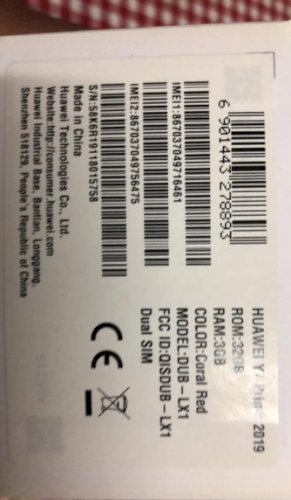 HUAWEI Y7 Prime 2019
ROM:32GB
RAM:3GB
COLOR:Coral Red
MODEL:DUB-LX1
FCC ID:QISDUB-LX1
Dual SIM
CE
6 901443 278893
IMEI1:867037049716461
IMEI2:867037049756475
S/N:58K6R19118015758
Made in China
Huawei Technologies Co., Ltd.
Web:http://consumer.huawei.com
Huawei Industrial Base, Bantian, Longgang,
Shenzhen 518129, People's Republic of China